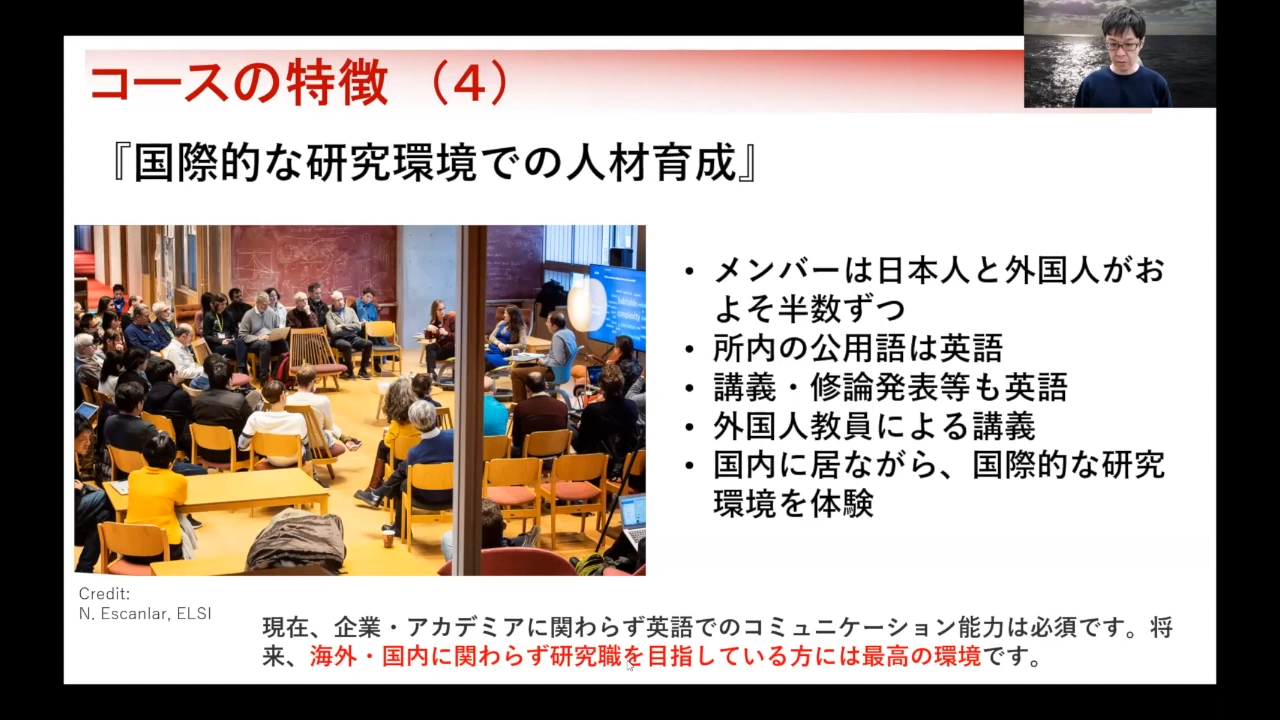 コースの特徴 （4）
『国際的な研究環境での人材育成』
• メンバーは日本人と外国人がお
よそ半数ずつ
• 所内の公用語は英語
• 講義・修論発表等も英語
• 外国人教員による講義
• 国内に居ながら、国際的な研究
環境を体験
Credit:
N. Escanlar, ELSI
現在、企業・アカデミアに関わらず英語でのコミュニケーション能力は必須です。将
来、海外・国内に関わらず研究職を目指している方には最高の環境です。